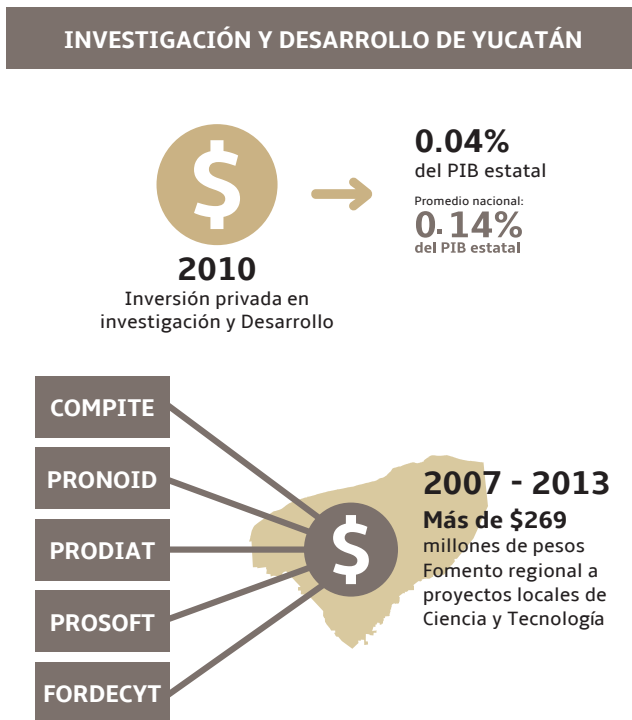 INVESTIGACIÓN Y DESARROLLO DE YUCATÁN
$
2010
Inversión privada en
investigación y Desarrollo
0.04%
del PIB estatal
Promedio nacional:
0.14%
del PIB estatal
COMPITE
PRONOID
PRODIAT
PROSOFT
FORDECYT
$
2007 - 2013
Más de $269
millones de pesos
Fomento regional a
proyectos locales de
Ciencia y Tecnología